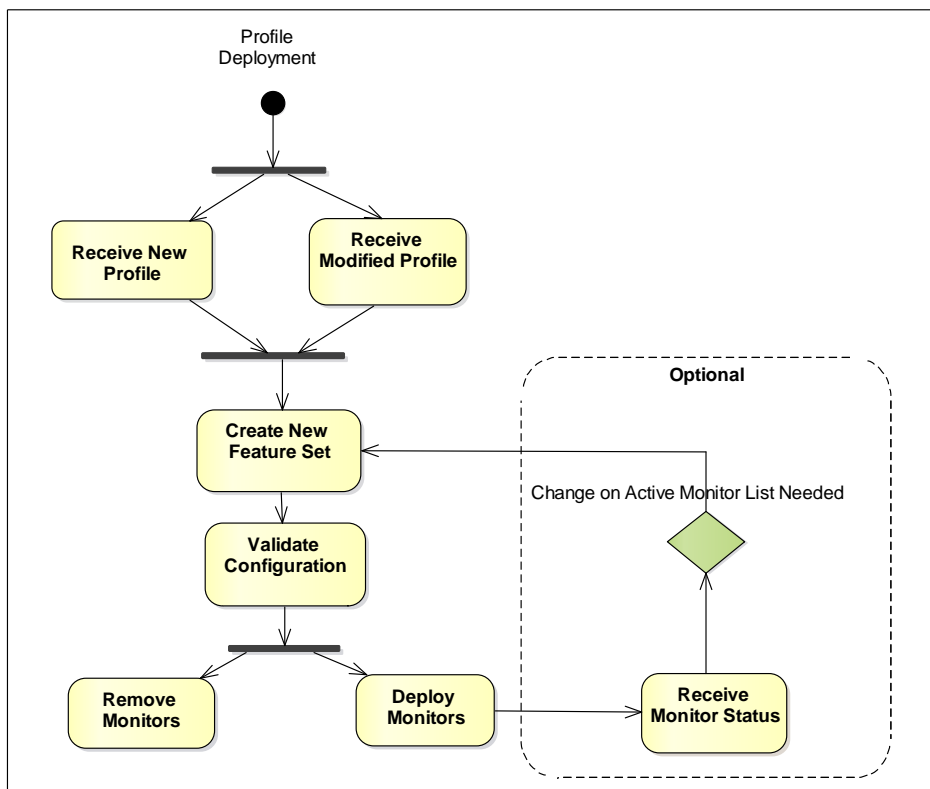 Profile
Deployment
Receive New
Profile
Receive
Modified Profile
Optional
Create New
Feature Set
Change on Active Monitor List Needed
Validate
Configuration
Remove
Monitors
Deploy
Monitors
Receive
Monitor Status